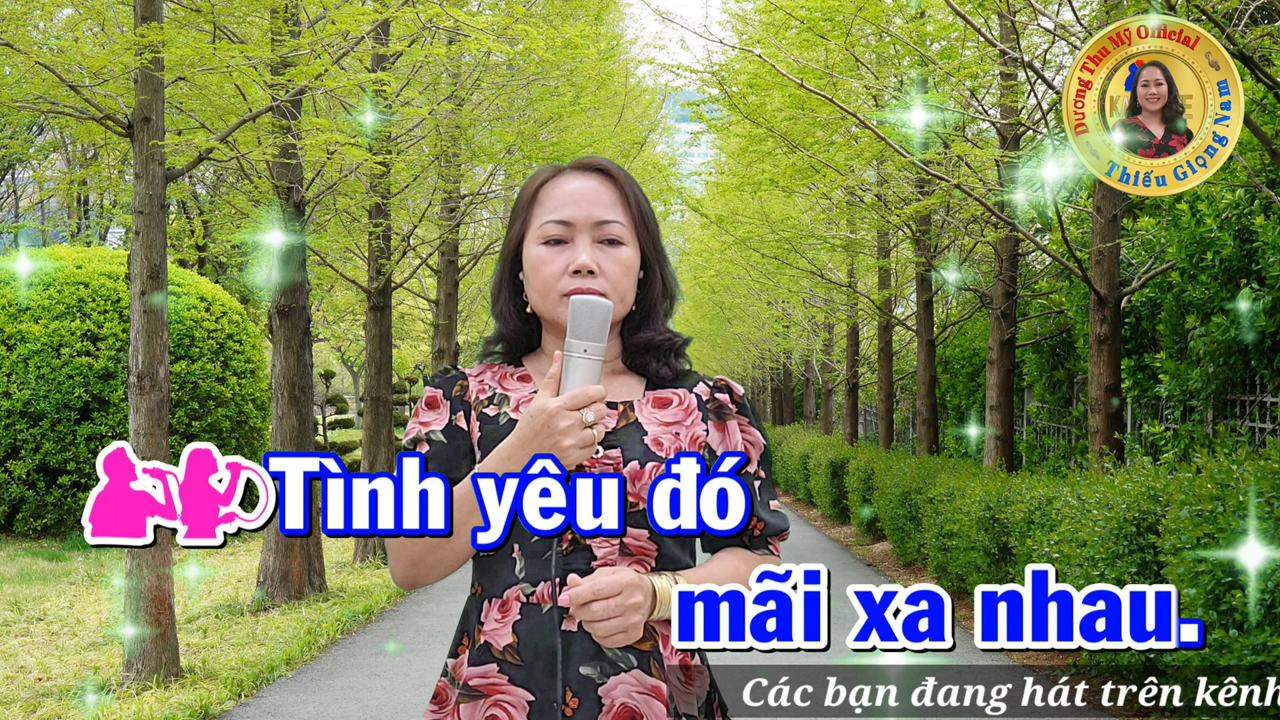 Dương Thu Mỹ Official
Thiếu Giọng Nam
Tình yêu đó
mãi xa nhau.
Các bạn đang hát trên kênh